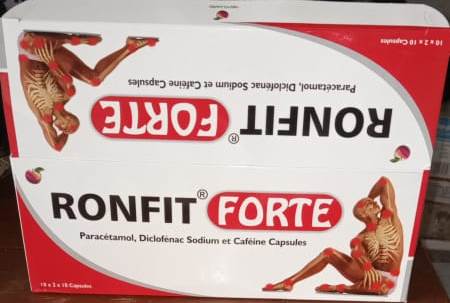 10 x 2 x 10 Capsules
Paracétamol, Diclofénac Sodium et Caféine Capsules
RONFIT® FORTE
RONFIT® FORTE
Paracétamol, Diclofénac Sodium et Caféine Capsules
10 x 2 x 10 Capsules